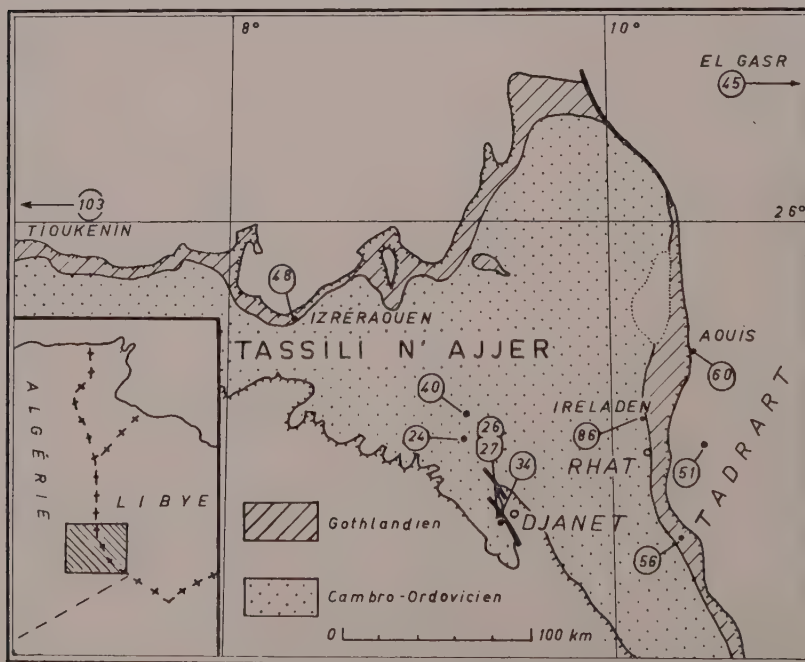 8°
10°
EL GASR
45
103
TIOUKENIN
26°
48
IZRÉRAOUEN
TASSILI N' AJJER
AOUIS
60
40
IRELADEN
24
26
27
86
34
RHAT
51
TADRART
DJANET
56
ALGÉRIE
LIBYE
Gothlandien
Cambro-Ordovicien
0
100 km